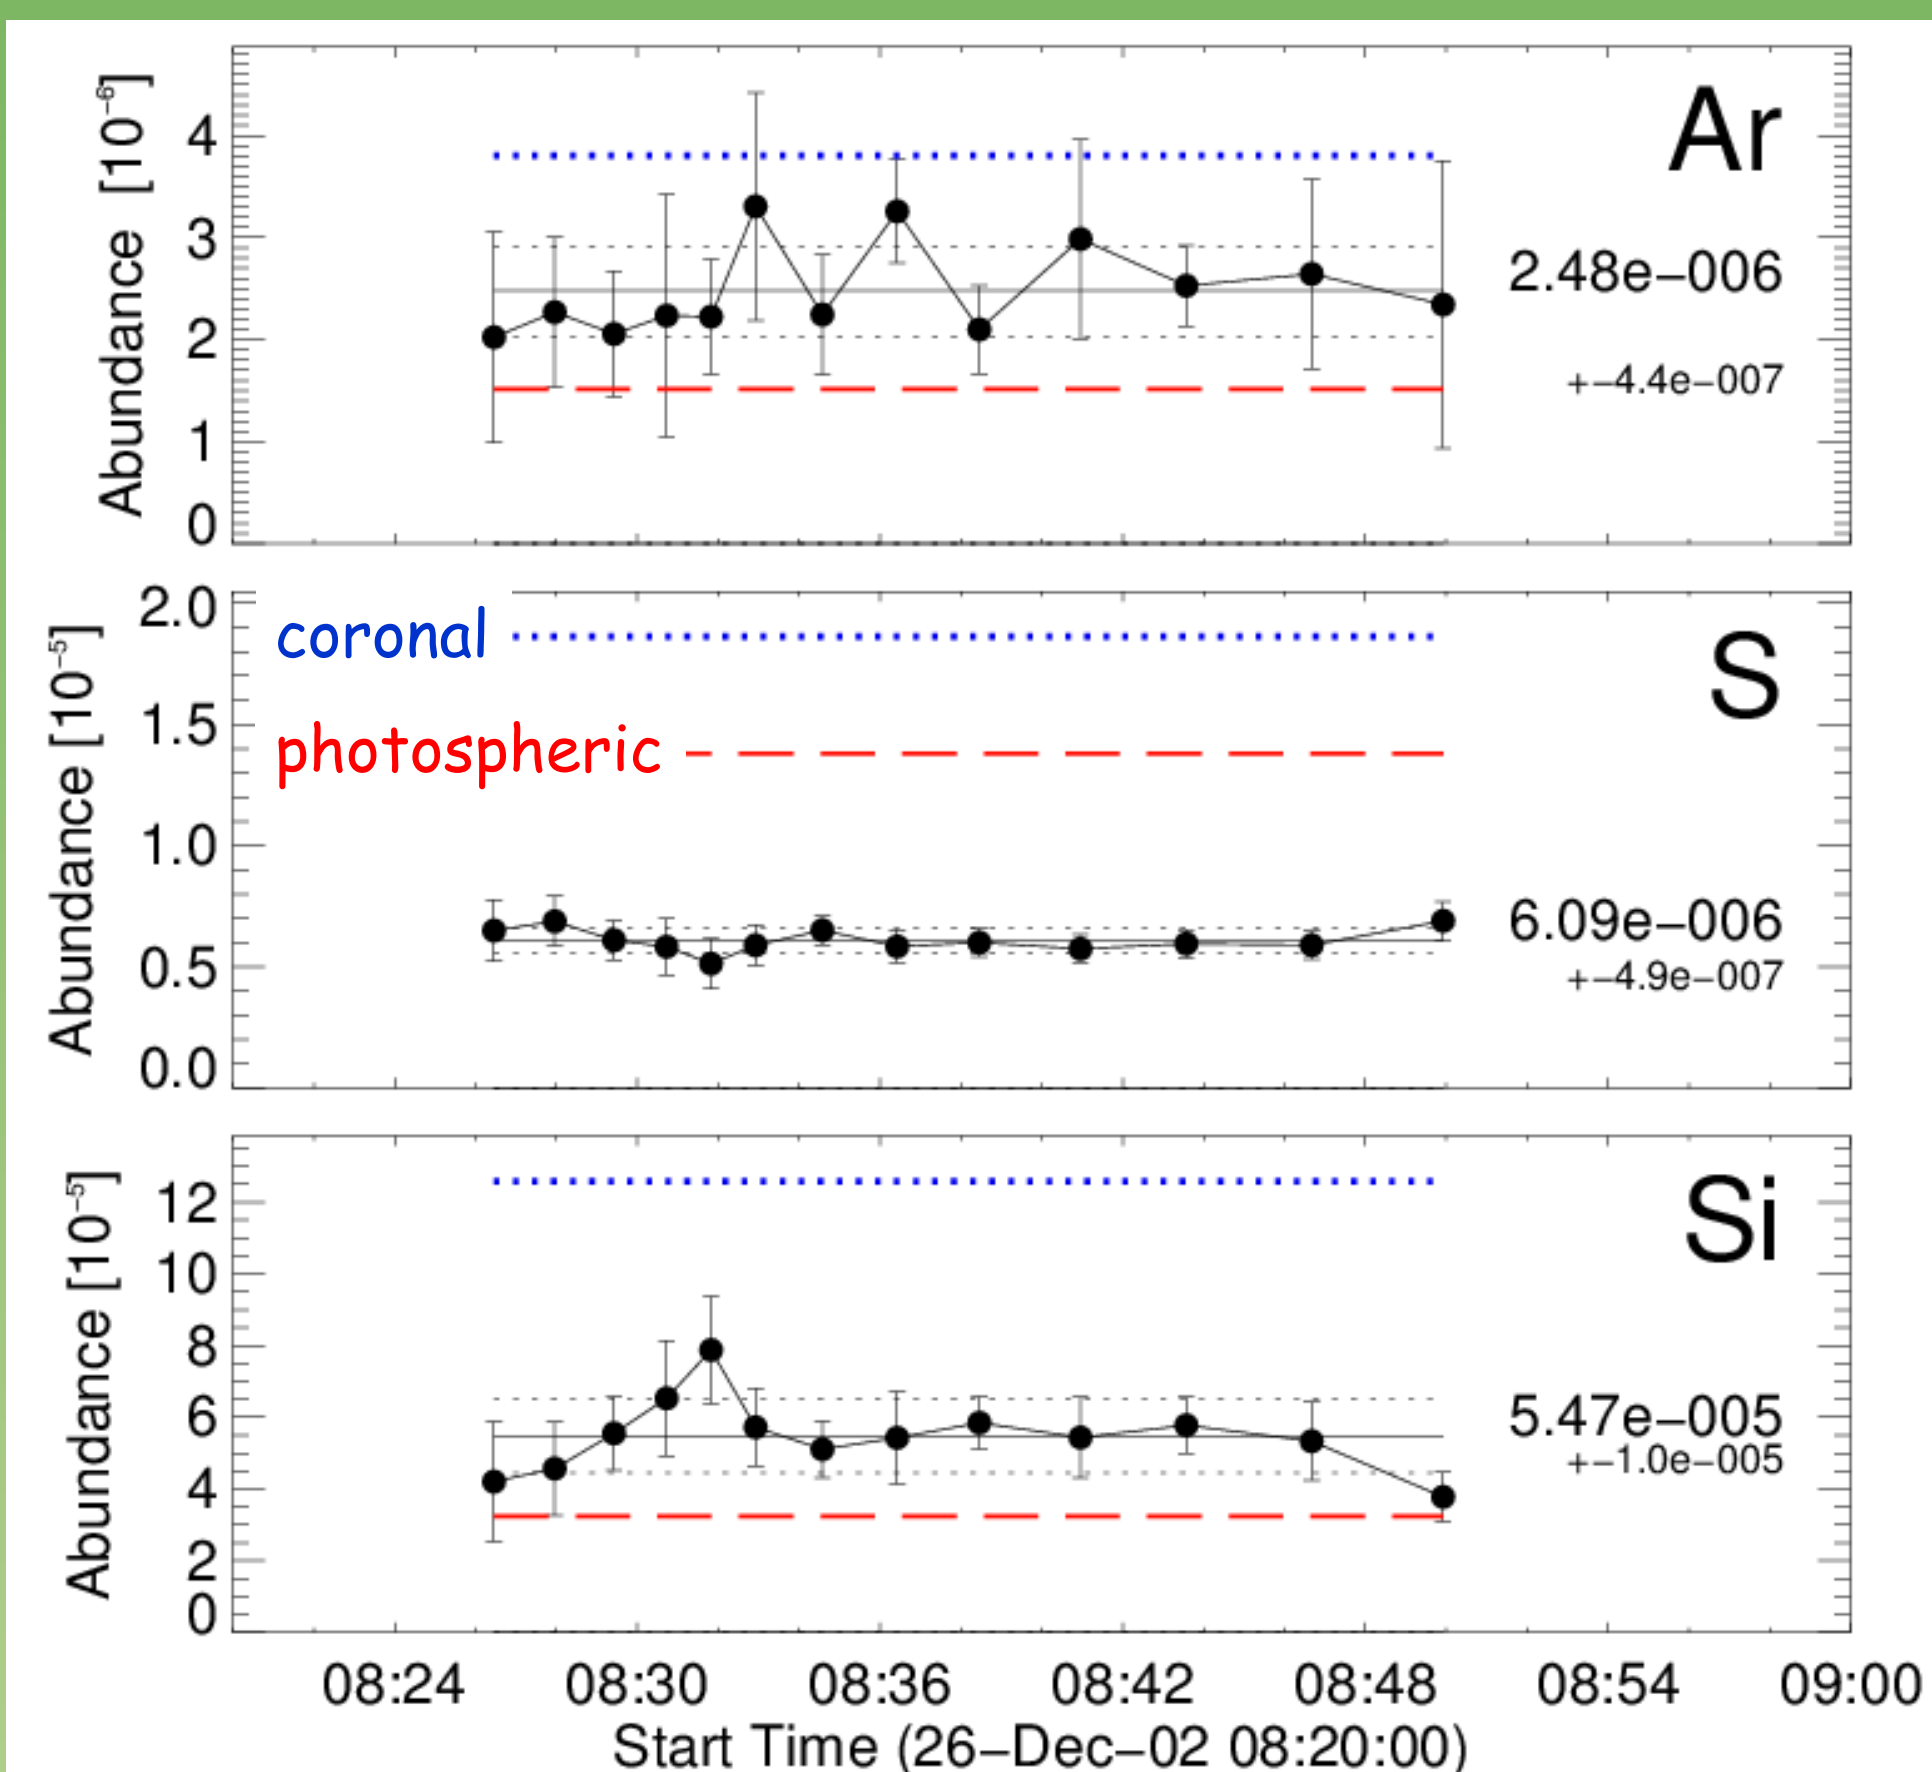 Abundance [10⁻⁶]
4
3
2
1
0
Ar
2.48e−006
+−4.4e−007
Abundance [10⁻⁵]
2.0
1.5
1.0
0.5
0.0
coronal
photospheric
S
6.09e−006
+−4.9e−007
Abundance [10⁻⁵]
12
10
8
6
4
2
0
Si
5.47e−005
+−1.0e−005
08:24 08:30 08:36 08:42 08:48 08:54 09:00
Start Time (26−Dec−02 08:20:00)